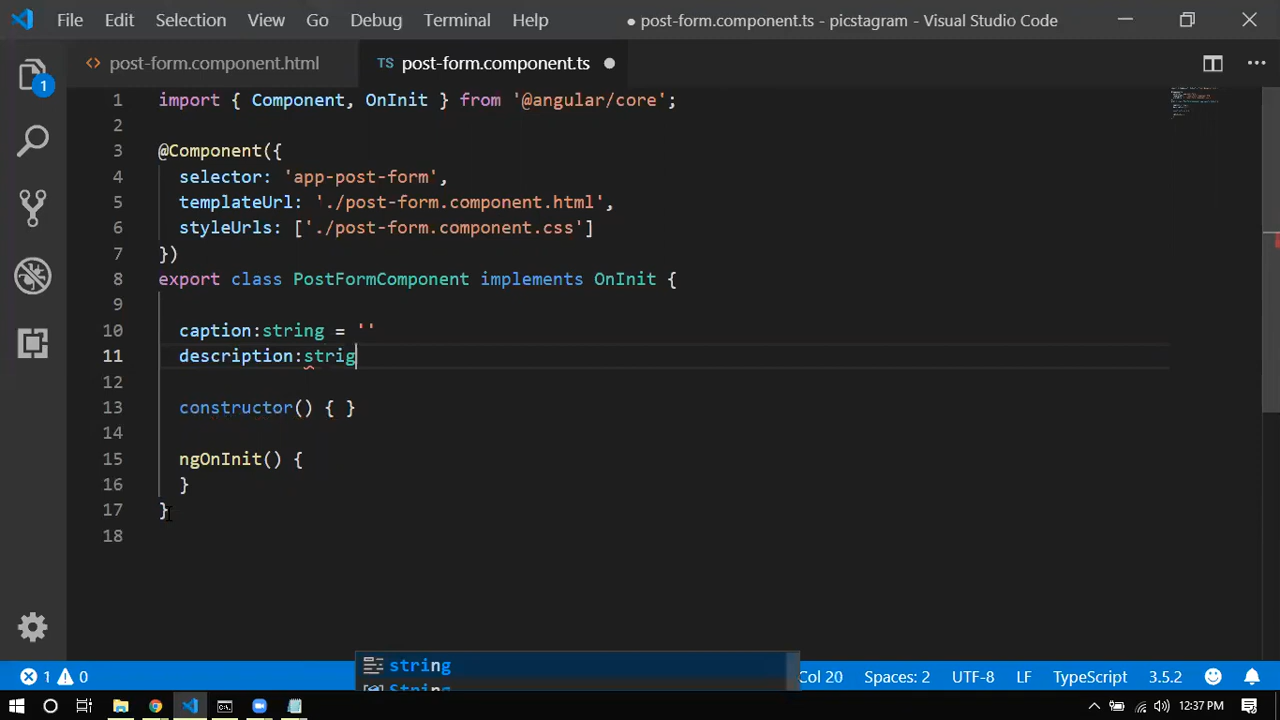 File Edit Selection View Go Debug Terminal Help ● post-form.component.ts - picstagram - Visual Studio Code
<> post-form.component.html TS post-form.component.ts
1 import { Component, OnInit } from '@angular/core';
2
3 @Component({
4 selector: 'app-post-form',
5 templateUrl: './post-form.component.html',
6 styleUrls: ['./post-form.component.css']
7 })
8 export class PostFormComponent implements OnInit {
9
10 caption:string = ''
11 description:strig
12
13 constructor() { }
14
15 ngOnInit() {
16 }
17 }
18
1
string
String
1 0 Col 20 Spaces: 2 UTF-8 LF TypeScript 3.5.2
12:37 PM